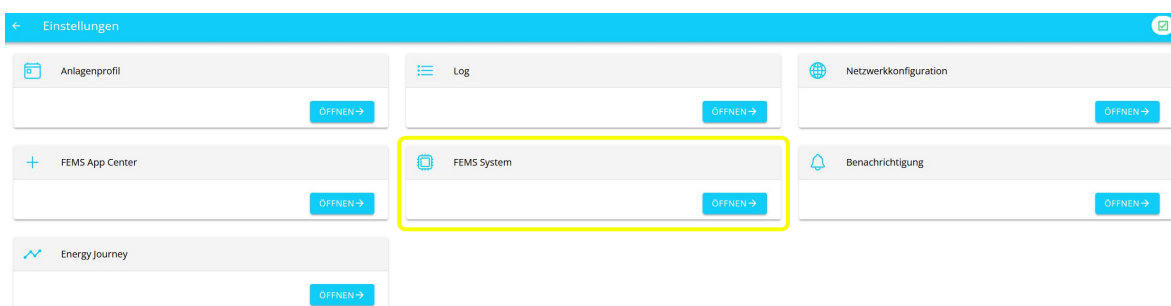 Einstellungen
Anlagenprofil
ÖFFNEN
Log
ÖFFNEN
Netzwerkkonfiguration
ÖFFNEN
FEMS App Center
ÖFFNEN
FEMS System
ÖFFNEN
Benachrichtigung
ÖFFNEN
Energy Journey
ÖFFNEN